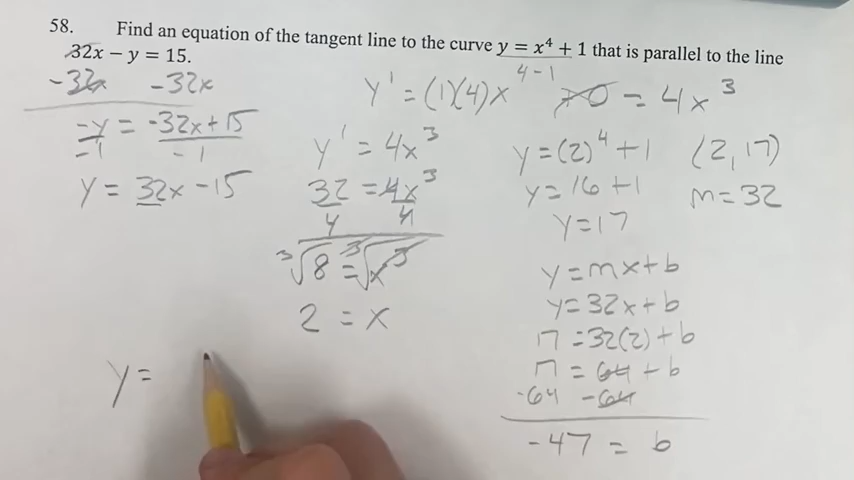 58. Find an equation of the tangent line to the curve y = x⁴ + 1 that is parallel to the line
32x − y = 15.
-32x -32x
-y = -32x+15
-1 -1
y = 32x -15
y' = (1)(4)x⁴⁻¹ +0 = 4x³
y' = 4x³
32 = 4x³
4 4
³√8 = ³√x³
2 = x
y = (2)⁴ + 1
y = 16 + 1
y = 17
(2, 17)
m = 32
y = mx + b
y = 32x + b
17 = 32(2) + b
17 = 64 + b
-64 -64
-47 = b
y =